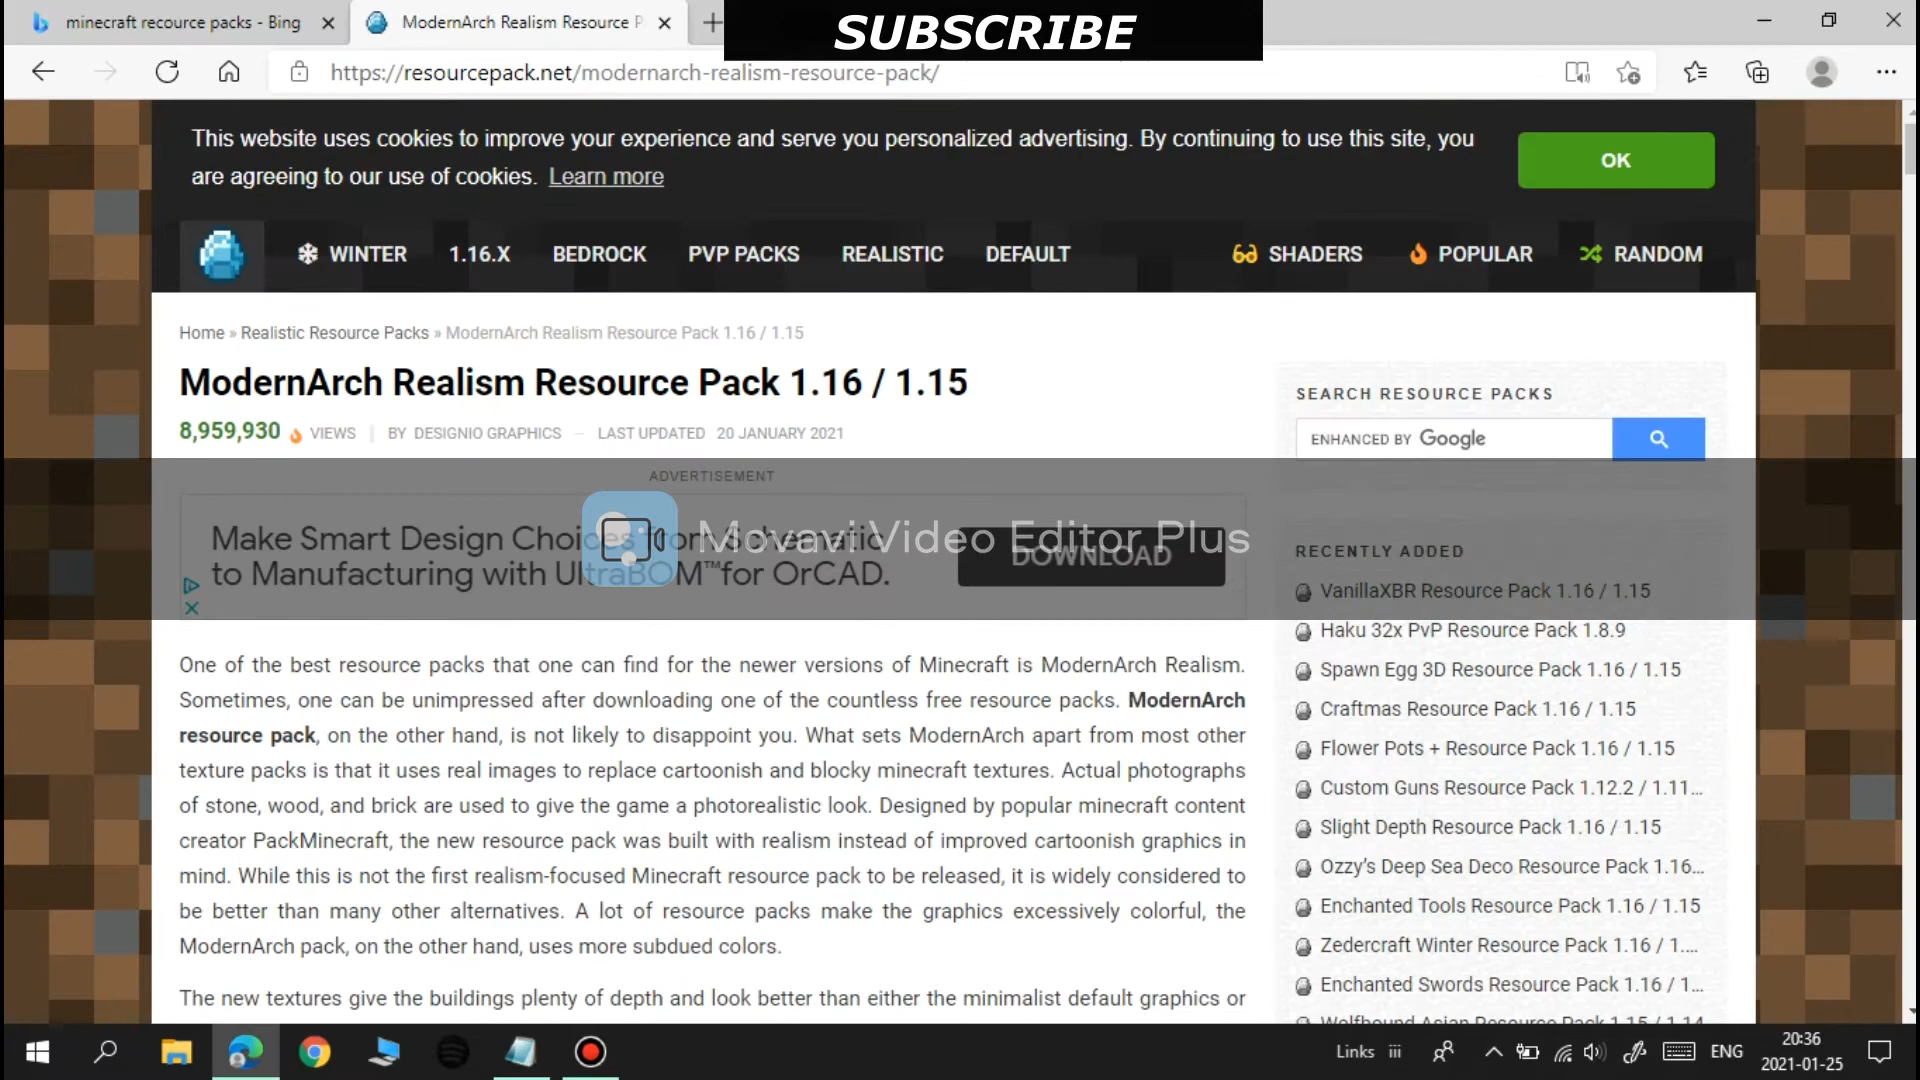 minecraft recource packs - Bing
ModernArch Realism Resource P
SUBSCRIBE
https://resourcepack.net/modernarch-realism-resource-pack/
This website uses cookies to improve your experience and serve you personalized advertising. By continuing to use this site, you
are agreeing to our use of cookies. Learn more
OK
WINTER 1.16.X BEDROCK PVP PACKS REALISTIC DEFAULT SHADERS POPULAR RANDOM
Home » Realistic Resource Packs » ModernArch Realism Resource Pack 1.16 / 1.15
ModernArch Realism Resource Pack 1.16 / 1.15
8,959,930 VIEWS | BY DESIGNIO GRAPHICS – LAST UPDATED 20 JANUARY 2021
ADVERTISEMENT
Make Smart Design Choices from Schematic
to Manufacturing with UltraBOM™ for OrCAD.
DOWNLOAD
Movavi Video Editor Plus
One of the best resource packs that one can find for the newer versions of Minecraft is ModernArch Realism.
Sometimes, one can be unimpressed after downloading one of the countless free resource packs. ModernArch
resource pack, on the other hand, is not likely to disappoint you. What sets ModernArch apart from most other
texture packs is that it uses real images to replace cartoonish and blocky minecraft textures. Actual photographs
of stone, wood, and brick are used to give the game a photorealistic look. Designed by popular minecraft content
creator PackMinecraft, the new resource pack was built with realism instead of improved cartoonish graphics in
mind. While this is not the first realism-focused Minecraft resource pack to be released, it is widely considered to
be better than many other alternatives. A lot of resource packs make the graphics excessively colorful, the
ModernArch pack, on the other hand, uses more subdued colors.
The new textures give the buildings plenty of depth and look better than either the minimalist default graphics or
SEARCH RESOURCE PACKS
ENHANCED BY Google
RECENTLY ADDED
VanillaXBR Resource Pack 1.16 / 1.15
Haku 32x PvP Resource Pack 1.8.9
Spawn Egg 3D Resource Pack 1.16 / 1.15
Craftmas Resource Pack 1.16 / 1.15
Flower Pots + Resource Pack 1.16 / 1.15
Custom Guns Resource Pack 1.12.2 / 1.11...
Slight Depth Resource Pack 1.16 / 1.15
Ozzy's Deep Sea Deco Resource Pack 1.16...
Enchanted Tools Resource Pack 1.16 / 1.15
Zedercraft Winter Resource Pack 1.16 / 1....
Enchanted Swords Resource Pack 1.16 / 1...
Wolfhound Asian Resource Pack 1.15 / 1.14
Links
ENG
20:36
2021-01-25